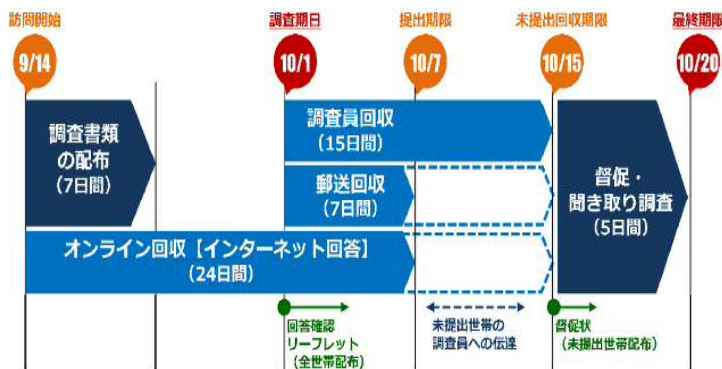 訪問開始
調査期日
提出期限
未提出回収期限
最終期限
9/14
10/1
10/7
10/15
10/20
調査書類
の配布
(7日間)
調査員回収
(15日間)
郵送回収
(7日間)
督促・
聞き取り調査
(5日間)
オンライン回収【インターネット回答】
(24日間)
回答確認
リーフレット
(全世帯配布)
未提出世帯の
調査員への伝達
督促状
(未提出世帯配布)